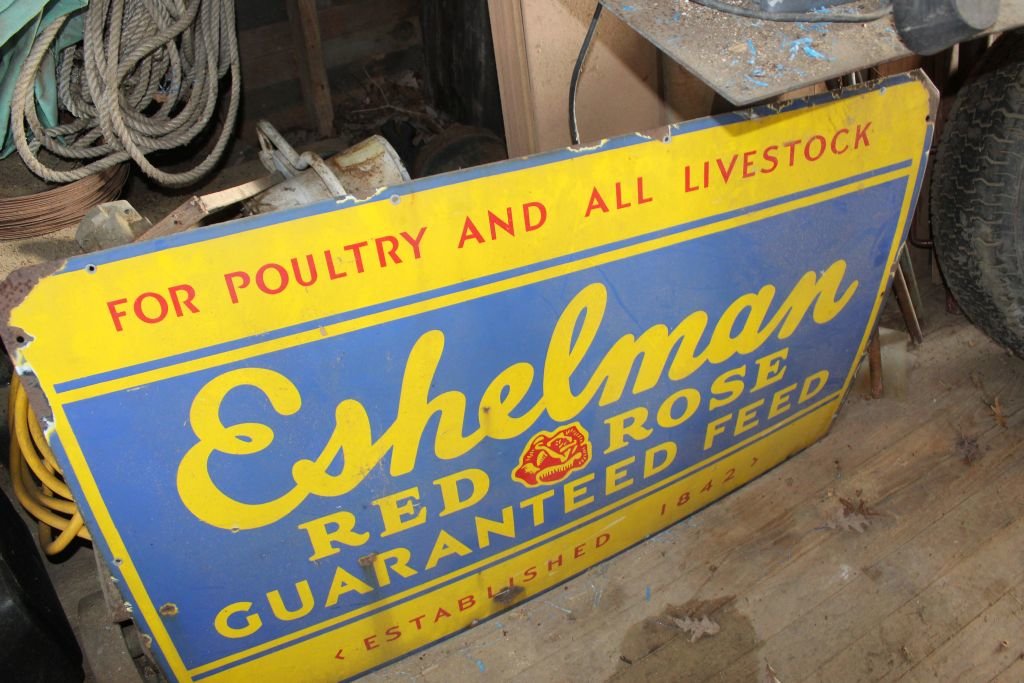 FOR POULTRY AND ALL LIVESTOCK
Eshelman
RED ROSE
GUARANTEED FEED
< ESTABLISHED 1842 >